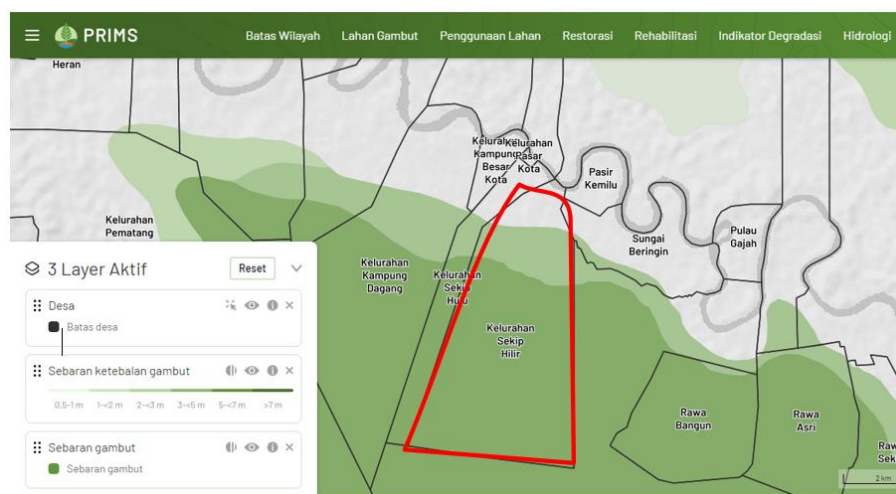 PRIMS
Batas Wilayah
Lahan Gambut
Penggunaan Lahan
Restorasi
Rehabilitasi
Indikator Degradasi
Hidrologi
Heran
Kelurahan
Kampung
Besar
Kota
Kelurahan
Pasar
Kota
Pasir
Kemilu
Kelurahan
Pematang
Sungai
Beringin
Pulau
Gajah
Kelurahan
Kampung
Dagang
Kelurahan
Sekip
Hulu
Kelurahan
Sekip
Hilir
Rawa
Bangun
Rawa
Asri
Raw
Sek
2 km
3 Layer Aktif
Reset
Desa
Batas desa
Sebaran ketebalan gambut
0,5-1 m 1-<2 m 2-<3 m 3-<5 m 5-<7 m >7 m
Sebaran gambut
Sebaran gambut